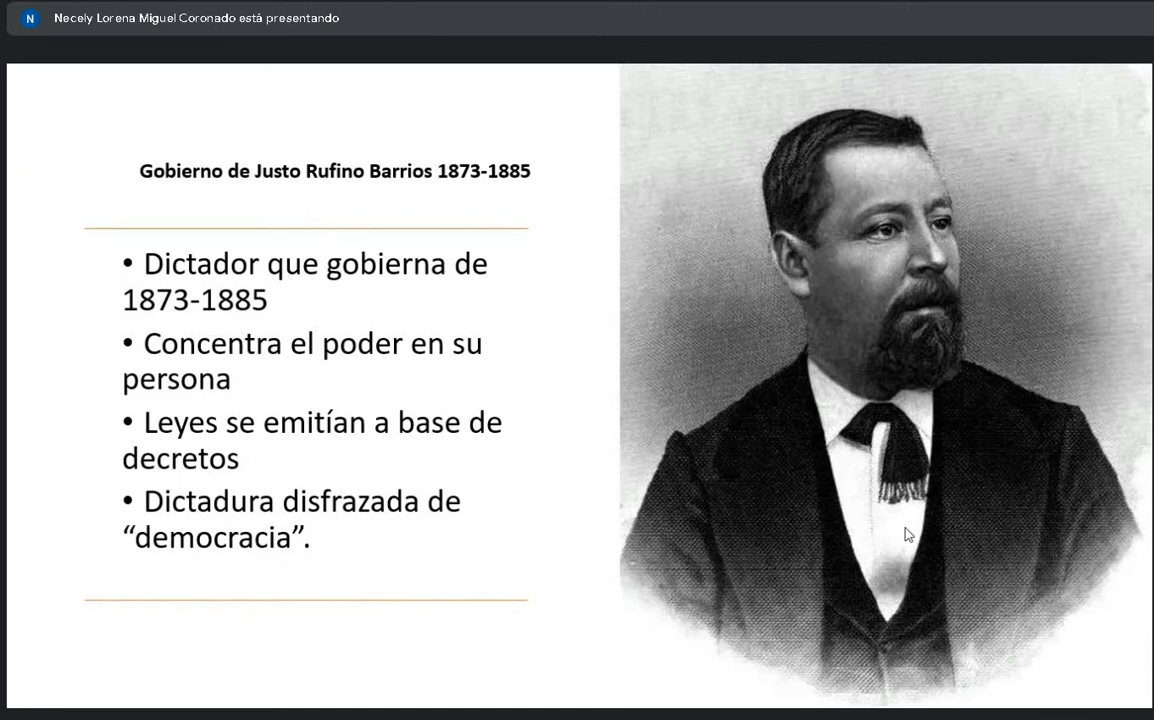 N
Necely Lorena Miguel Coronado está presentando
Gobierno de Justo Rufino Barrios 1873-1885
• Dictador que gobierna de
1873-1885
• Concentra el poder en su
persona
• Leyes se emitían a base de
decretos
• Dictadura disfrazada de
“democracia”.